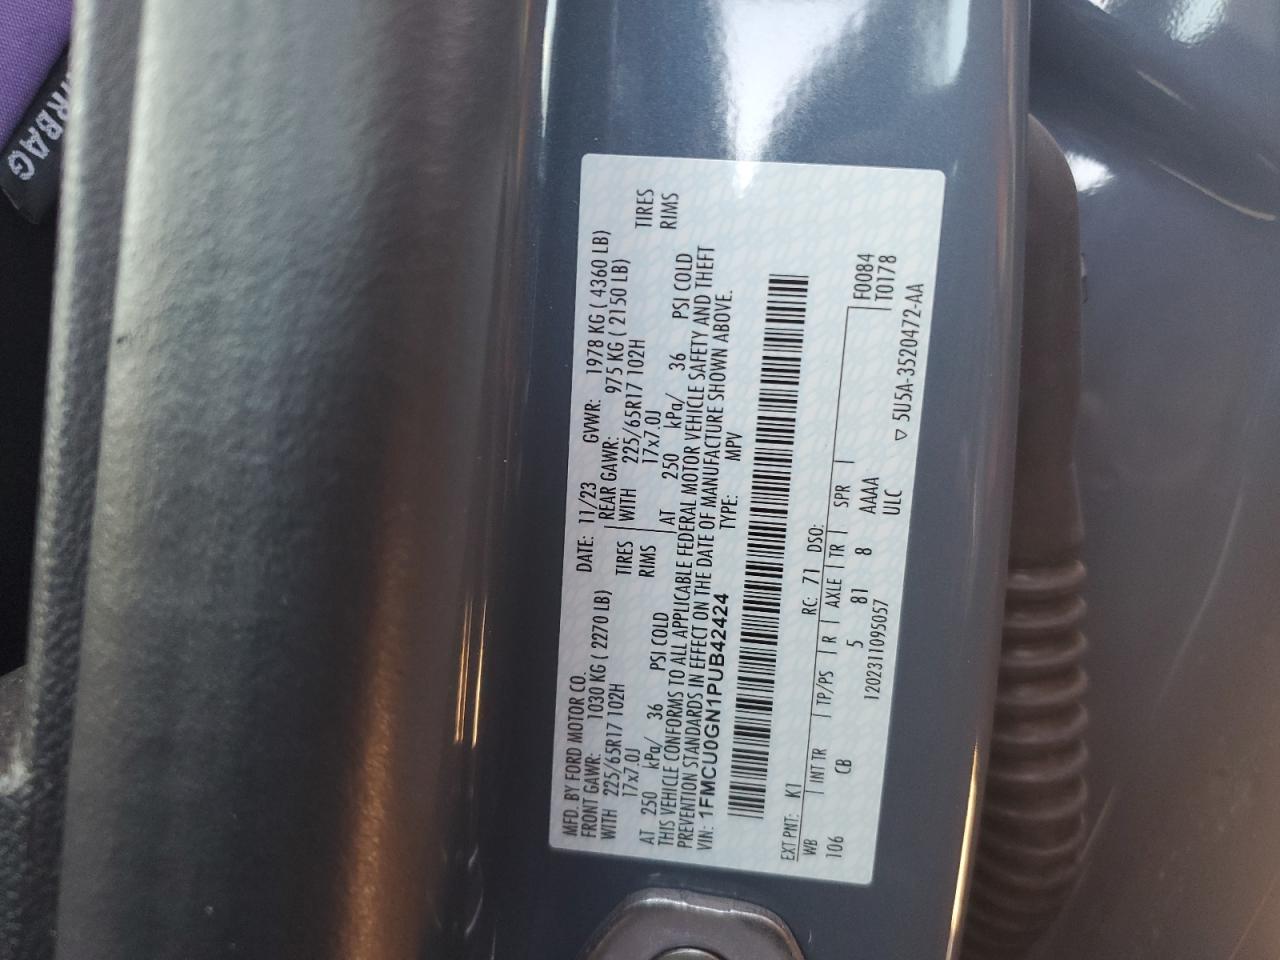 AIRBAG
MFD. BY FORD MOTOR CO.
DATE: 11/23 GVWR: 1978 KG ( 4360 LB)
FRONT GAWR: 1030 KG ( 2270 LB)
REAR GAWR: 975 KG ( 2150 LB)
WITH 225/65R17 102H TIRES
WITH 225/65R17 102H TIRES
17x7.0J RIMS
17x7.0J RIMS
AT 250 kPa/ 36 PSI COLD
AT 250 kPa/ 36 PSI COLD
THIS VEHICLE CONFORMS TO ALL APPLICABLE FEDERAL MOTOR VEHICLE SAFETY AND THEFT
PREVENTION STANDARDS IN EFFECT ON THE DATE OF MANUFACTURE SHOWN ABOVE.
VIN: 1FMCU0GN1PUB42424 TYPE: MPV
EXT PNT: K1 RC: 71 DSO:
WB INT TR TP/PS R AXLE TR SPR F0084
106 CB 5 81 8 AAAA T0178
1202311095057 ULC
▽ 5U5A-3520472-AA